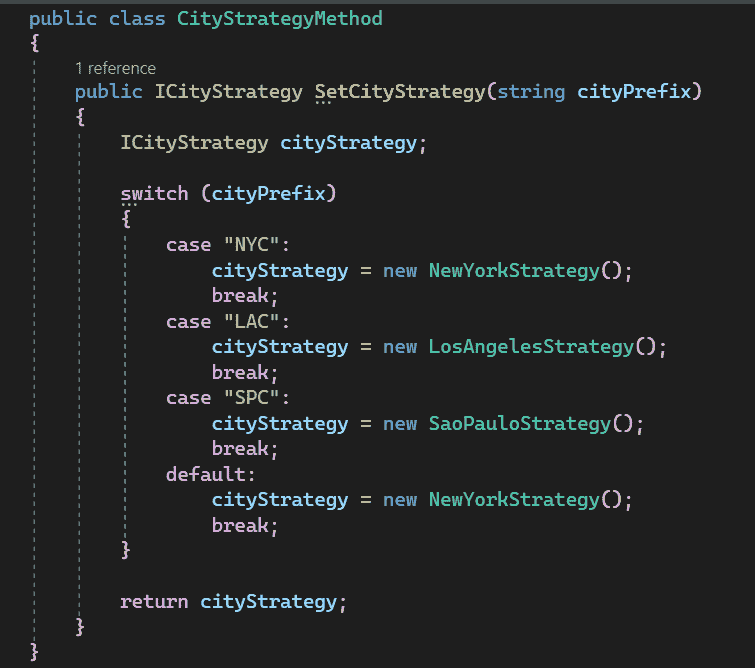 public class CityStrategyMethod
{
1 reference
public ICityStrategy SetCityStrategy(string cityPrefix)
{
ICityStrategy cityStrategy;
switch (cityPrefix)
{
case "NYC":
cityStrategy = new NewYorkStrategy();
break;
case "LAC":
cityStrategy = new LosAngelesStrategy();
break;
case "SPC":
cityStrategy = new SaoPauloStrategy();
break;
default:
cityStrategy = new NewYorkStrategy();
break;
}
return cityStrategy;
}
}